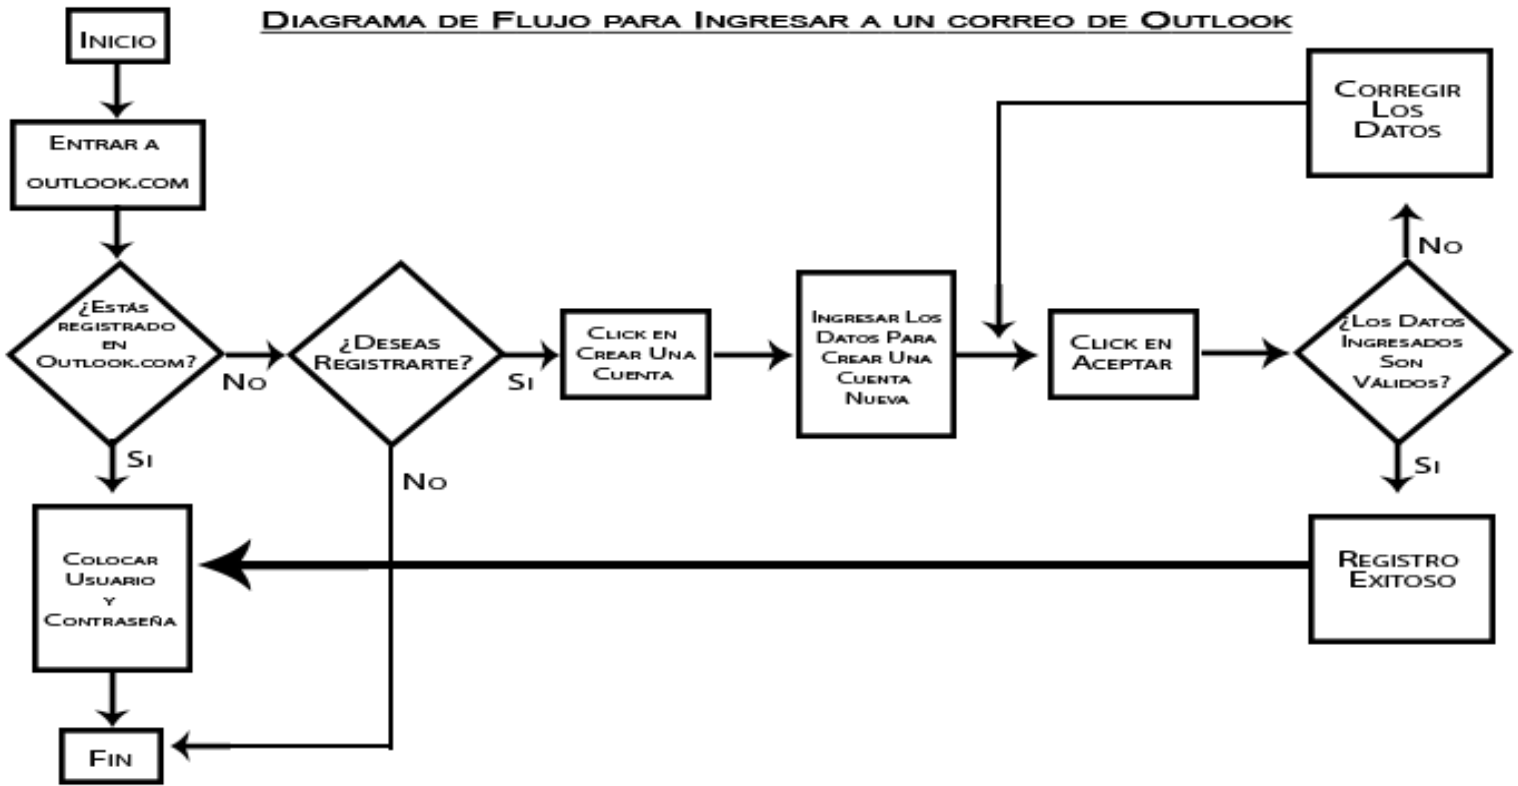 DIAGRAMA DE FLUJO PARA INGRESAR A UN CORREO DE OUTLOOK
INICIO
ENTRAR A
OUTLOOK.COM
¿ESTÁS
REGISTRADO
EN
OUTLOOK.COM?
NO
SI
¿DESEAS
REGISTRARTE?
SI
NO
CLICK EN
CREAR UNA
CUENTA
INGRESAR LOS
DATOS PARA
CREAR UNA
CUENTA
NUEVA
CLICK EN
ACEPTAR
¿LOS DATOS
INGRESADOS
SON
VÁLIDOS?
NO
CORREGIR
LOS
DATOS
SI
REGISTRO
EXITOSO
COLOCAR
USUARIO
Y
CONTRASEÑA
FIN